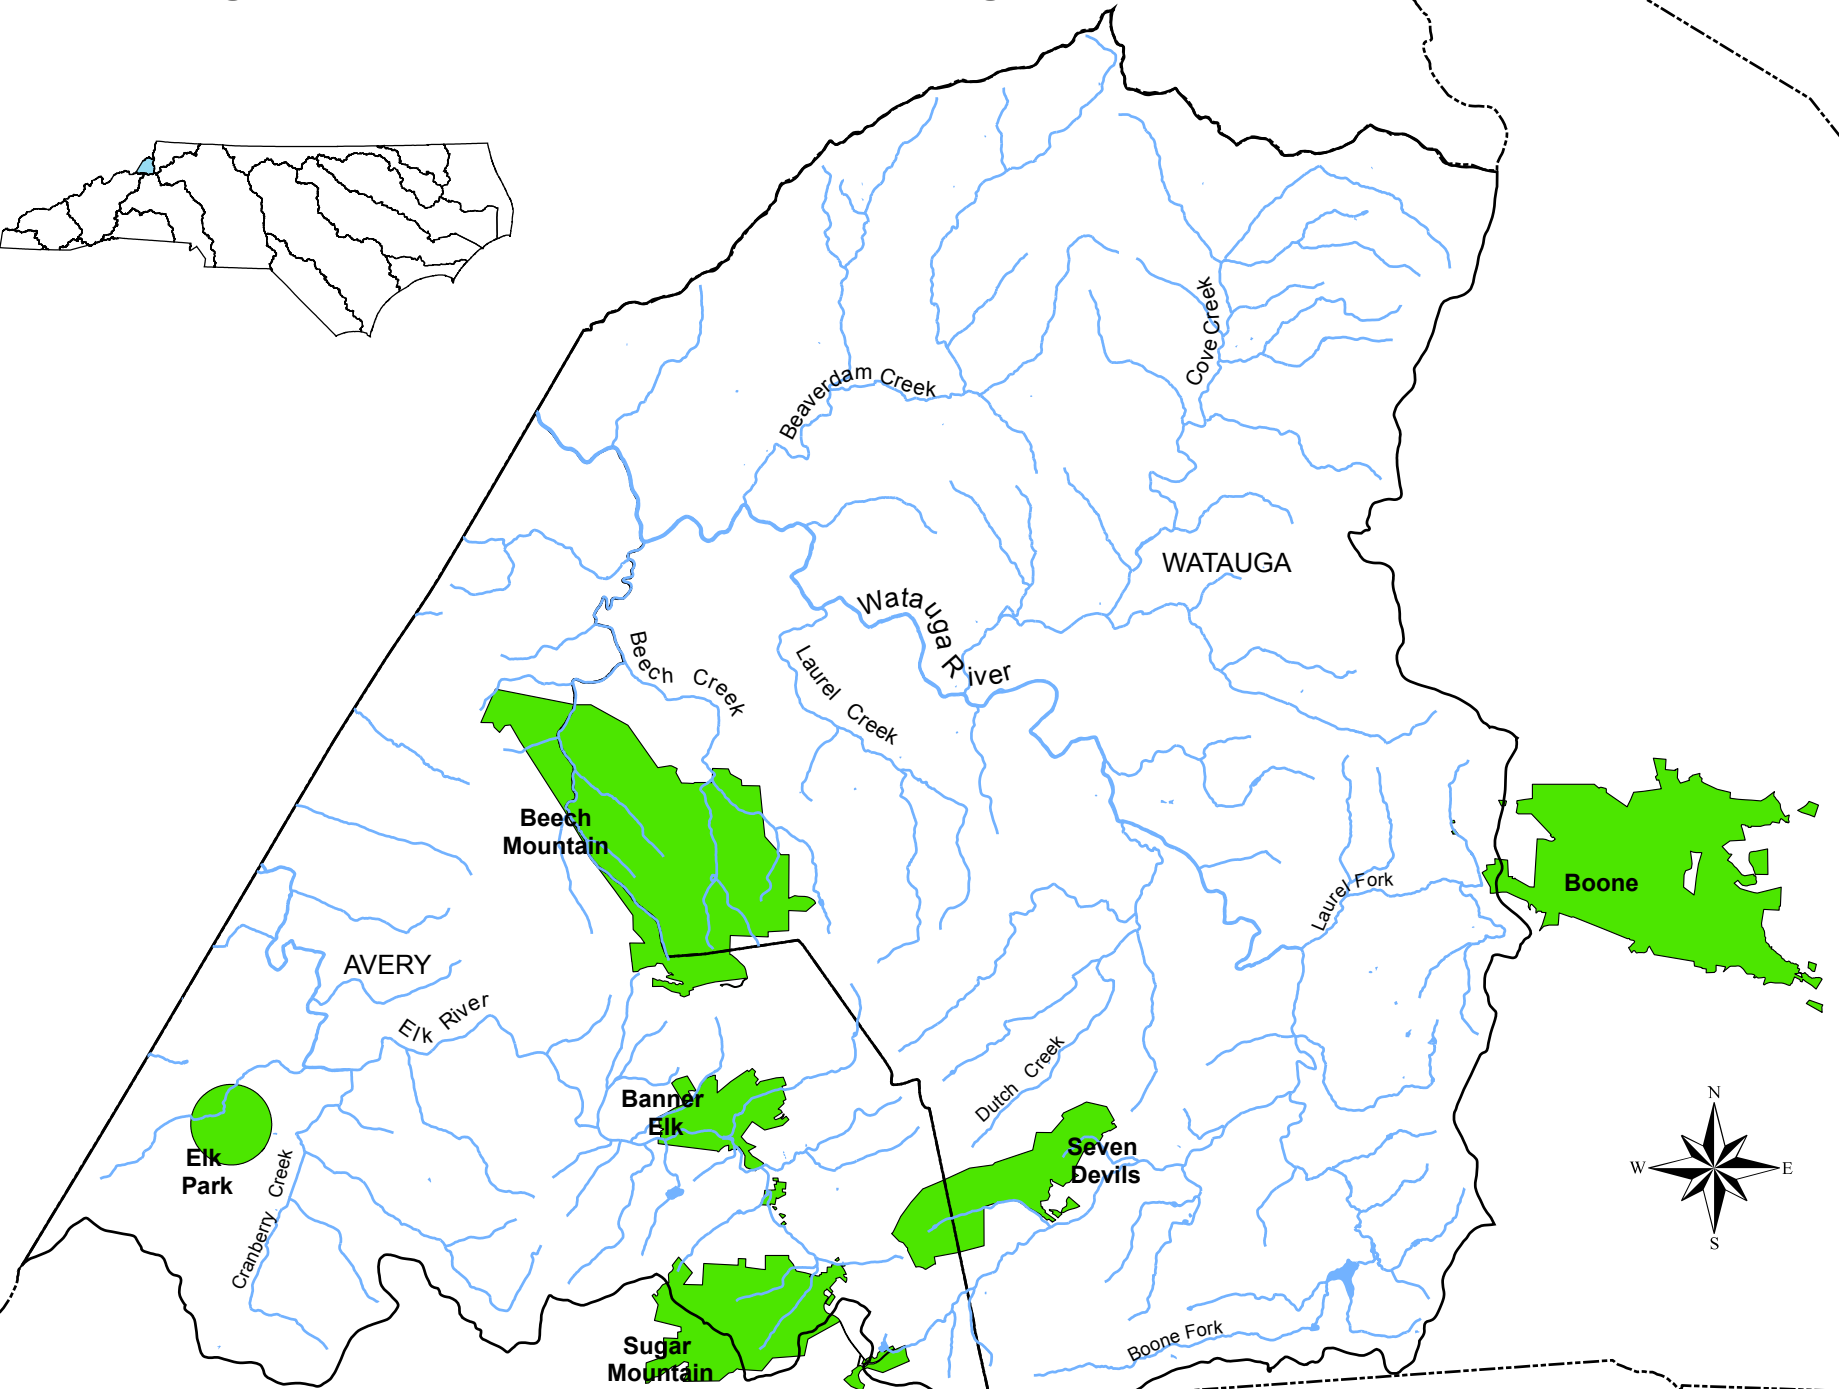 Cove Creek
Beaverdam Creek
WATAUGA
Watauga River
Beech Creek
Laurel Creek
Beech
Mountain
Laurel Fork
Boone
AVERY
Elk River
Dutch Creek
Banner
Elk
Elk
Park
Cranberry Creek
Seven
Devils
Sugar
Mountain
Boone Fork
N
W
E
S